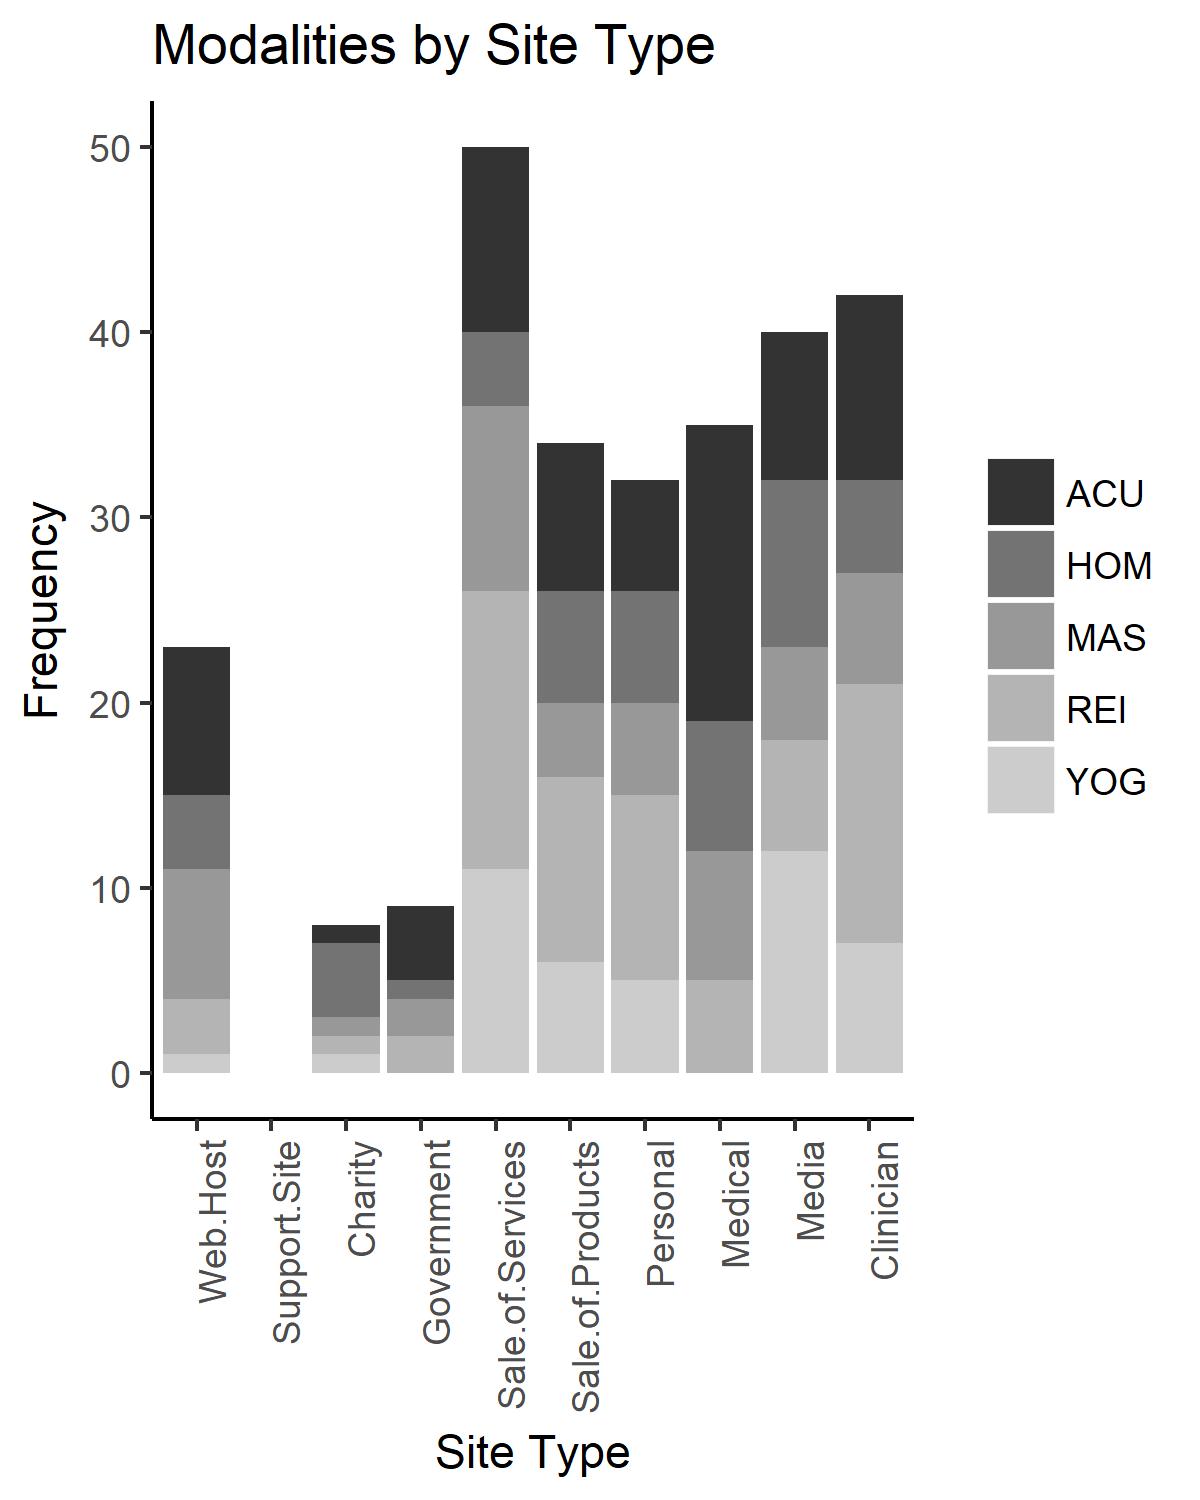 Modalities by Site Type
Frequency
50
40
30
20
10
0
Web.Host
Support.Site
Charity
Government
Sale.of.Services
Sale.of.Products
Personal
Medical
Media
Clinician
Site Type
ACU
HOM
MAS
REI
YOG